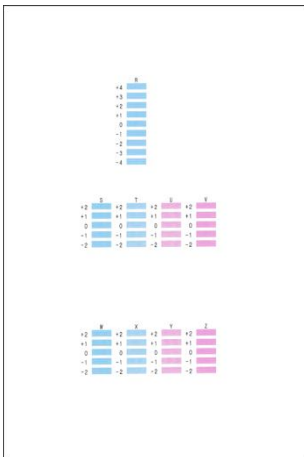 R
+4
+3
+2
+1
0
-1
-2
-3
-4
S T U V
+2 +2 +2 +2
+1 +1 +1 +1
0 0 0 0
-1 -1 -1 -1
-2 -2 -2 -2
W X Y Z
+2 +2 +2 +2
+1 +1 +1 +1
0 0 0 0
-1 -1 -1 -1
-2 -2 -2 -2